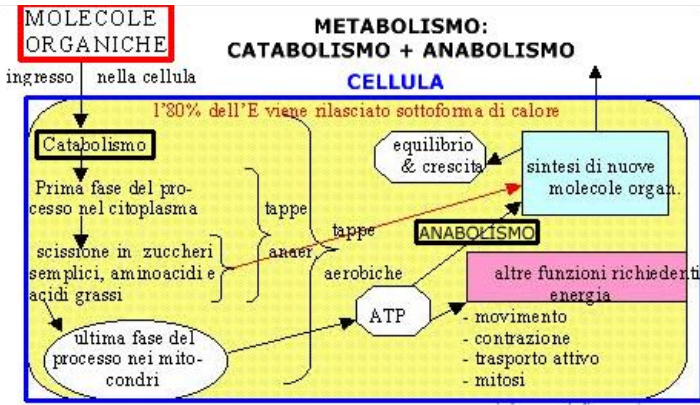 MOLECOLE
ORGANICHE
METABOLISMO:
CATABOLISMO + ANABOLISMO
ingresso nella cellula
CELLULA
l'80% dell'E viene rilasciato sottoforma di calore
Catabolismo
equilibrio
& crescita
sintesi di nuove
molecole organ.
Prima fase del pro-
cesso nel citoplasma
tappe
anaer
tappe
aerobiche
ANABOLISMO
scissione in zuccheri
semplici, aminoacidi e
acidi grassi
altre funzioni richiedenti
energia
ATP
- movimento
- contrazione
- trasporto attivo
- mitosi
ultima fase del
processo nei mito-
condri